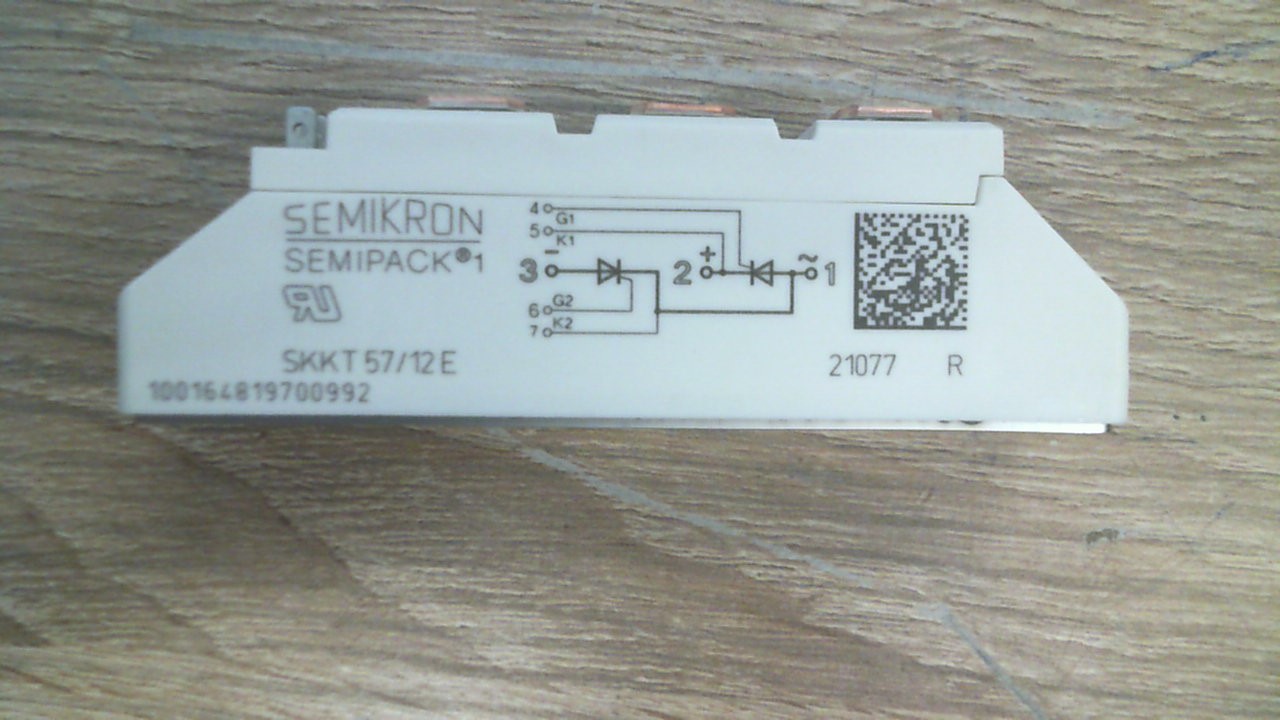 SEMIKRON
SEMIPACK®1
RU
SKKT 57/12 E
100164819700992
4 G1
5 K1
3 − 2 + ~ 1
6 G2
7 K2
21077 R